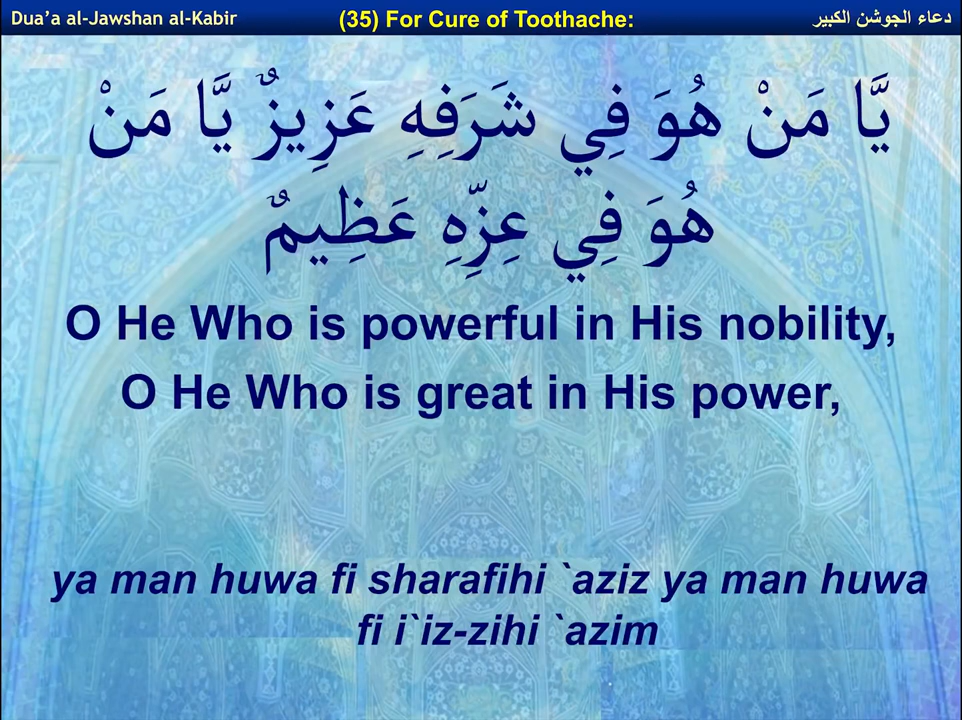 Dua’a al-Jawshan al-Kabir (35) For Cure of Toothache: دعاء الجوشن الكبير
يَّا مَنْ هُوَ فِي شَرَفِهِ عَزِيزٌ يَّا مَنْ
هُوَ فِي عِزِّهِ عَظِيمٌ
O He Who is powerful in His nobility,
O He Who is great in His power,
ya man huwa fi sharafihi `aziz ya man huwa
fi i`iz-zihi `azim